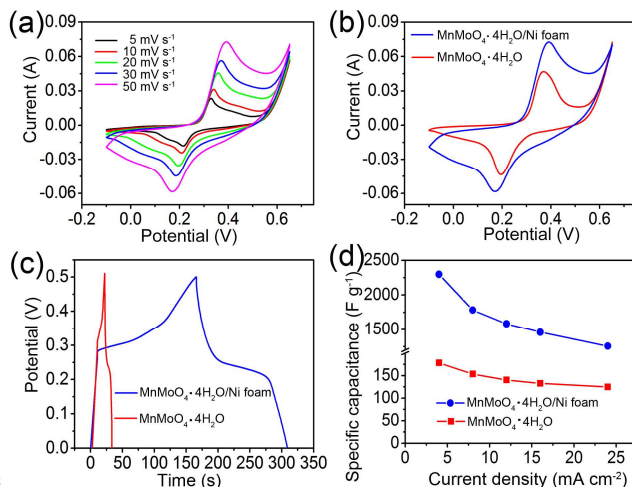 (a)
5 mV s⁻¹
10 mV s⁻¹
20 mV s⁻¹
30 mV s⁻¹
50 mV s⁻¹
Current (A)
0.09
0.06
0.03
0.00
-0.03
-0.06
-0.2 0.0 0.2 0.4 0.6 0.8
Potential (V)
(b)
MnMoO₄·4H₂O/Ni foam
MnMoO₄·4H₂O
Current (A)
0.09
0.06
0.03
0.00
-0.03
-0.06
-0.2 0.0 0.2 0.4 0.6 0.8
Potential (V)
(c)
Potential (V)
0.5
0.4
0.3
0.2
0.1
0.0
MnMoO₄·4H₂O/Ni foam
MnMoO₄·4H₂O
0 50 100 150 200 250 300 350
Time (s)
(d)
Specific capacitance (F g⁻¹)
2500
2000
1500
150
100
50
0
MnMoO₄·4H₂O/Ni foam
MnMoO₄·4H₂O
5 10 15 20 25
Current density (mA cm⁻²)